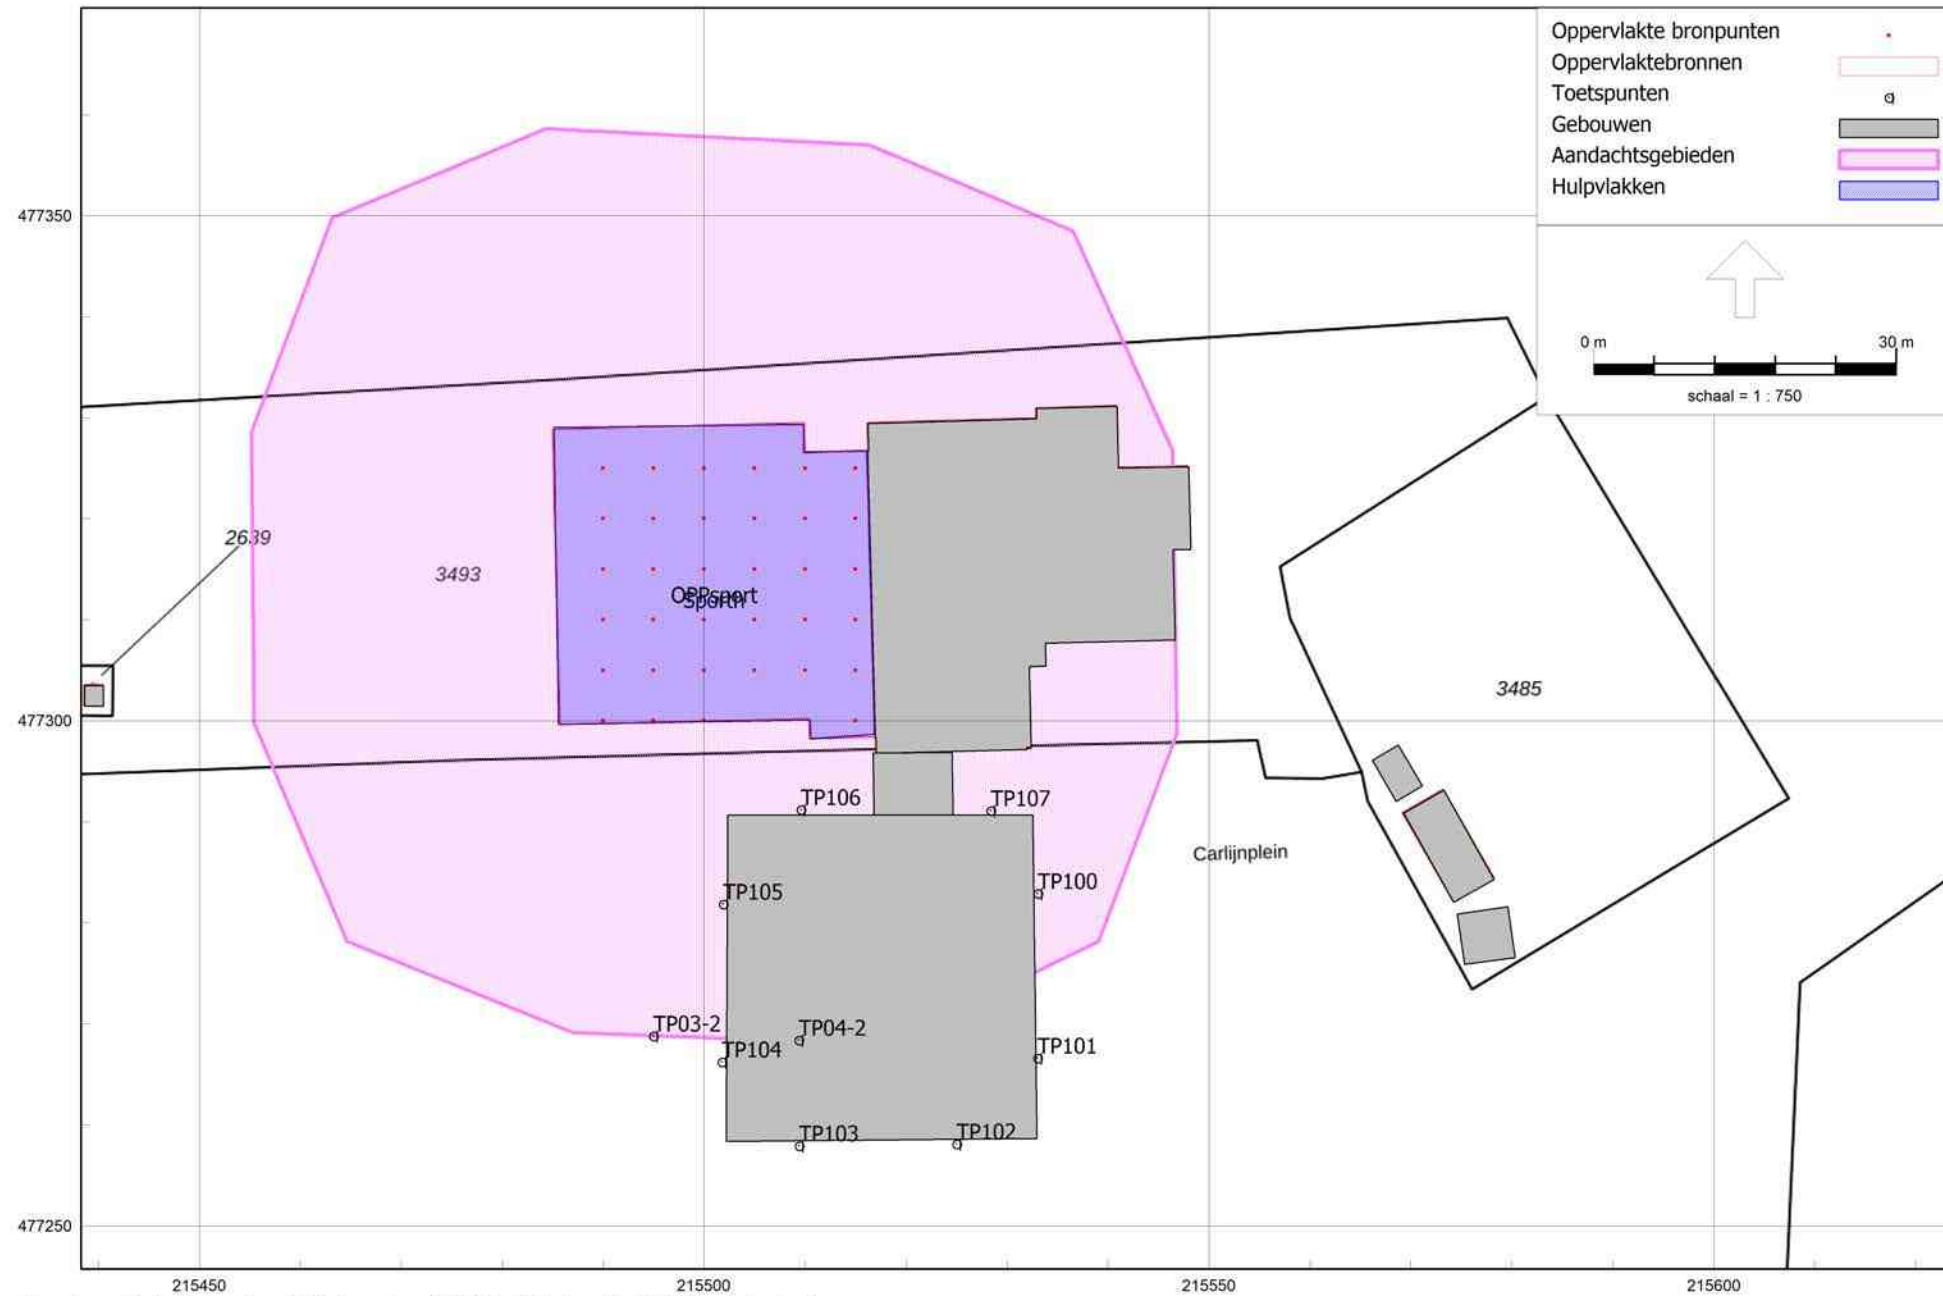 Oppervlakte bronpunten
Oppervlaktebronnen
Toetspunten
Gebouwen
Aandachtsgebieden
Hulpvlakken
0 m 30 m
schaal = 1 : 750
477350
477300
477250
2639
3493
OPPsport
Sporth
3485
TP106
TP107
Carlijnplein
TP105
TP100
TP03-2
TP04-2
TP104
TP101
TP103
TP102
215450 215500 215550 215600